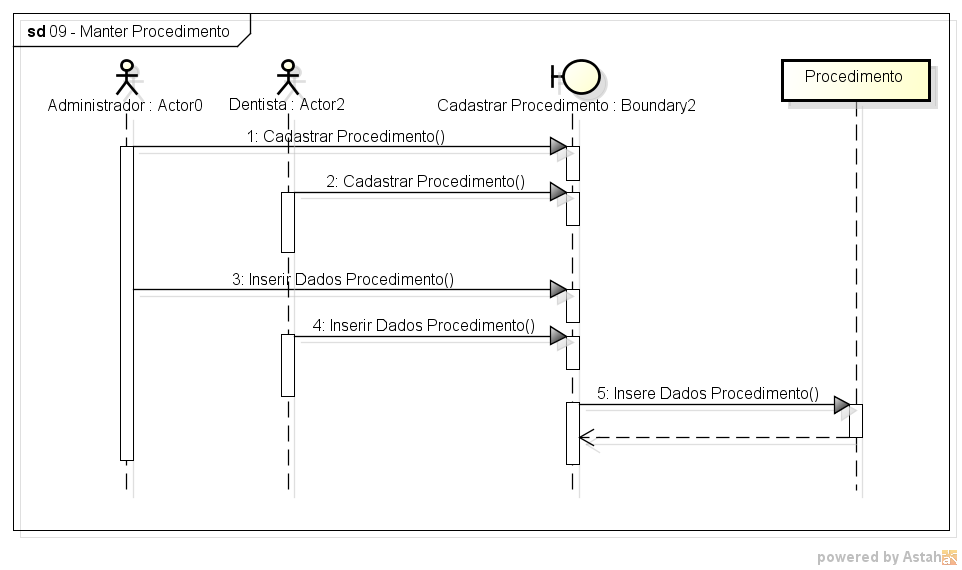 sd 09 - Manter Procedimento
Administrador : Actor0
Dentista : Actor2
Cadastrar Procedimento : Boundary2
Procedimento
1: Cadastrar Procedimento()
2: Cadastrar Procedimento()
3: Inserir Dados Procedimento()
4: Inserir Dados Procedimento()
5: Insere Dados Procedimento()
powered by Astah